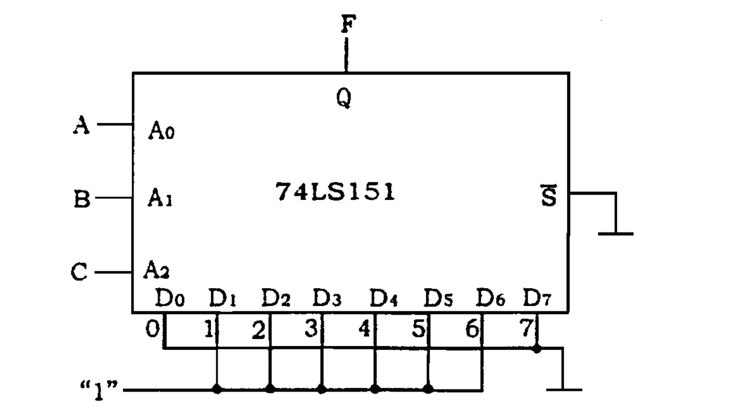 F
Q
A A0
B A1 74LS151 S̅
C A2
D0 D1 D2 D3 D4 D5 D6 D7
0 1 2 3 4 5 6 7
“1”